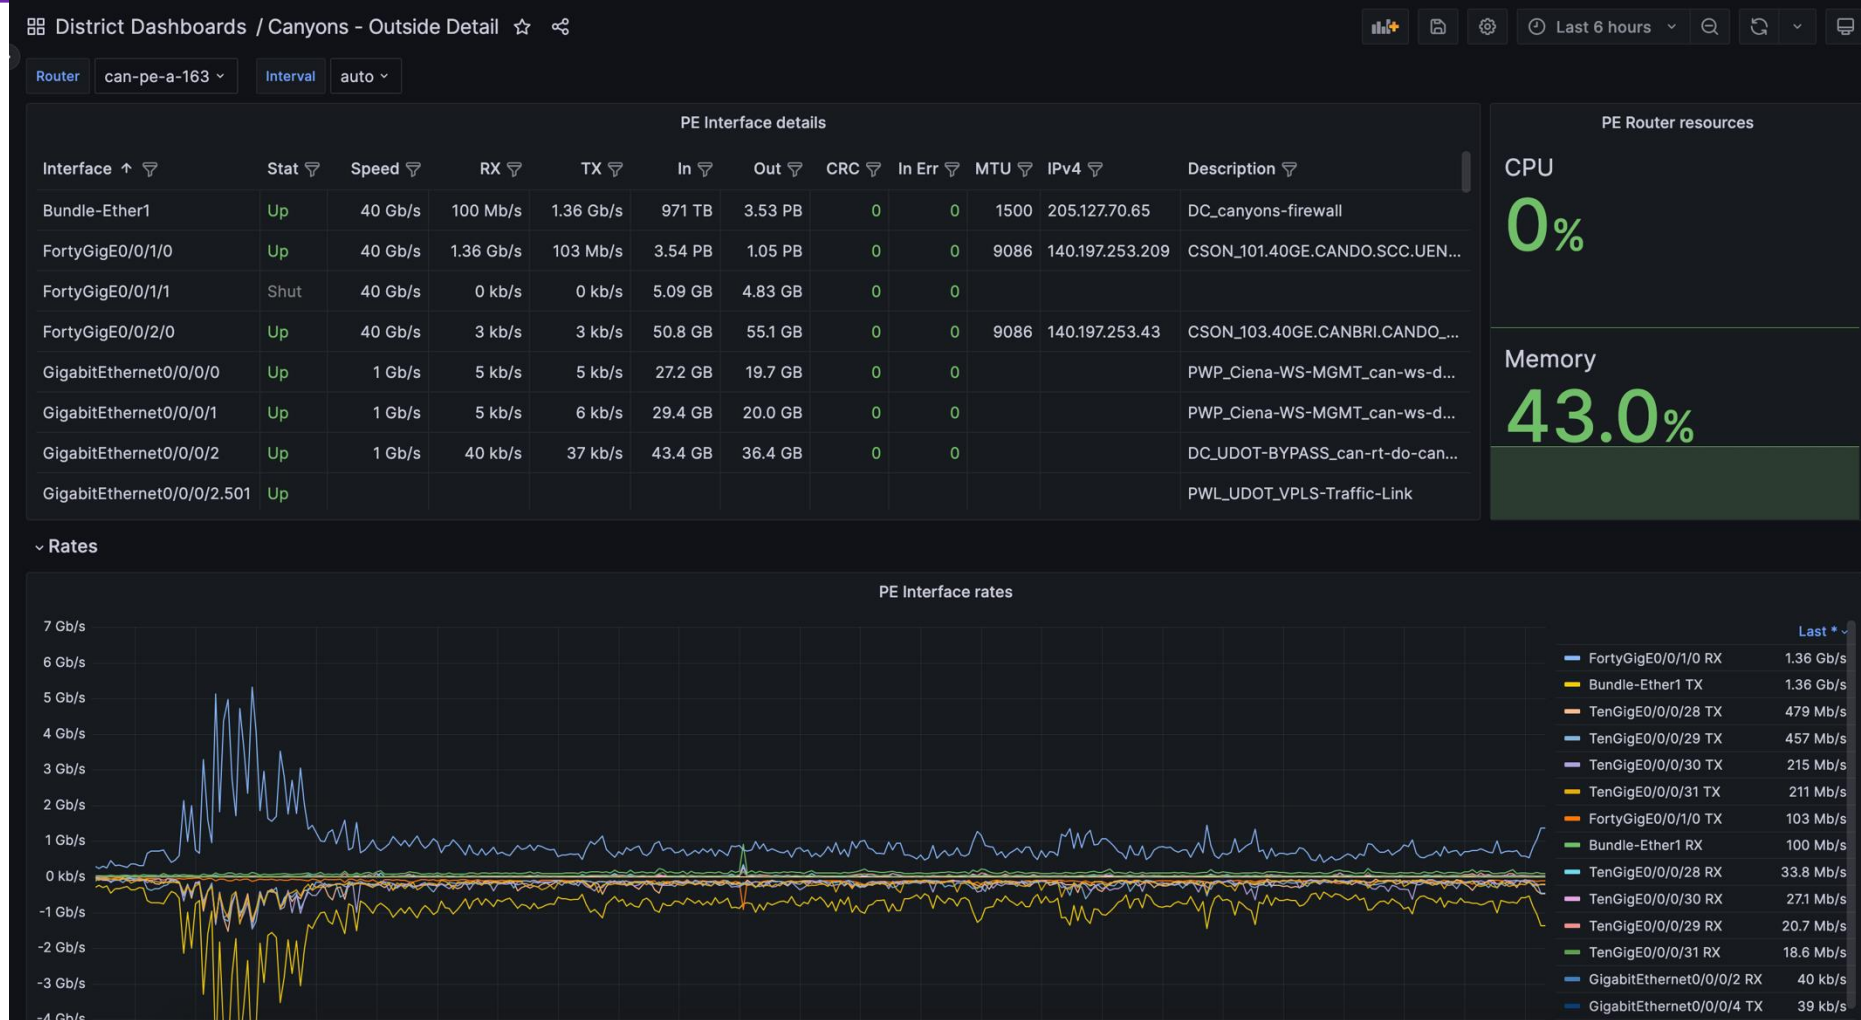 District Dashboards / Canyons - Outside Detail
Last 6 hours
Router can-pe-a-163 Interval auto
PE Interface details
Interface Stat Speed RX TX In Out CRC In Err MTU IPv4 Description
Bundle-Ether1 Up 40 Gb/s 100 Mb/s 1.36 Gb/s 971 TB 3.53 PB 0 0 1500 205.127.70.65 DC_canyons-firewall
FortyGigE0/0/1/0 Up 40 Gb/s 1.36 Gb/s 103 Mb/s 3.54 PB 1.05 PB 0 0 9086 140.197.253.209 CSON_101.40GE.CANDO.SCC.UEN...
FortyGigE0/0/1/1 Shut 40 Gb/s 0 kb/s 0 kb/s 5.09 GB 4.83 GB 0 0
FortyGigE0/0/2/0 Up 40 Gb/s 3 kb/s 3 kb/s 50.8 GB 55.1 GB 0 0 9086 140.197.253.43 CSON_103.40GE.CANBRI.CANDO_...
GigabitEthernet0/0/0/0 Up 1 Gb/s 5 kb/s 5 kb/s 27.2 GB 19.7 GB 0 0 PWP_Ciena-WS-MGMT_can-ws-d...
GigabitEthernet0/0/0/1 Up 1 Gb/s 5 kb/s 6 kb/s 29.4 GB 20.0 GB 0 0 PWP_Ciena-WS-MGMT_can-ws-d...
GigabitEthernet0/0/0/2 Up 1 Gb/s 40 kb/s 37 kb/s 43.4 GB 36.4 GB 0 0 DC_UDOT-BYPASS_can-rt-do-can...
GigabitEthernet0/0/0/2.501 Up PWL_UDOT_VPLS-Traffic-Link
PE Router resources
CPU
0%
Memory
43.0%
Rates
PE Interface rates
7 Gb/s
6 Gb/s
5 Gb/s
4 Gb/s
3 Gb/s
2 Gb/s
1 Gb/s
0 kb/s
-1 Gb/s
-2 Gb/s
-3 Gb/s
-4 Gb/s
Last *
FortyGigE0/0/1/0 RX 1.36 Gb/s
Bundle-Ether1 TX 1.36 Gb/s
TenGigE0/0/0/28 TX 479 Mb/s
TenGigE0/0/0/29 TX 457 Mb/s
TenGigE0/0/0/30 TX 215 Mb/s
TenGigE0/0/0/31 TX 211 Mb/s
FortyGigE0/0/1/0 TX 103 Mb/s
Bundle-Ether1 RX 100 Mb/s
TenGigE0/0/0/28 RX 33.8 Mb/s
TenGigE0/0/0/30 RX 27.1 Mb/s
TenGigE0/0/0/29 RX 20.7 Mb/s
TenGigE0/0/0/31 RX 18.6 Mb/s
GigabitEthernet0/0/0/2 RX 40 kb/s
GigabitEthernet0/0/0/4 TX 39 kb/s